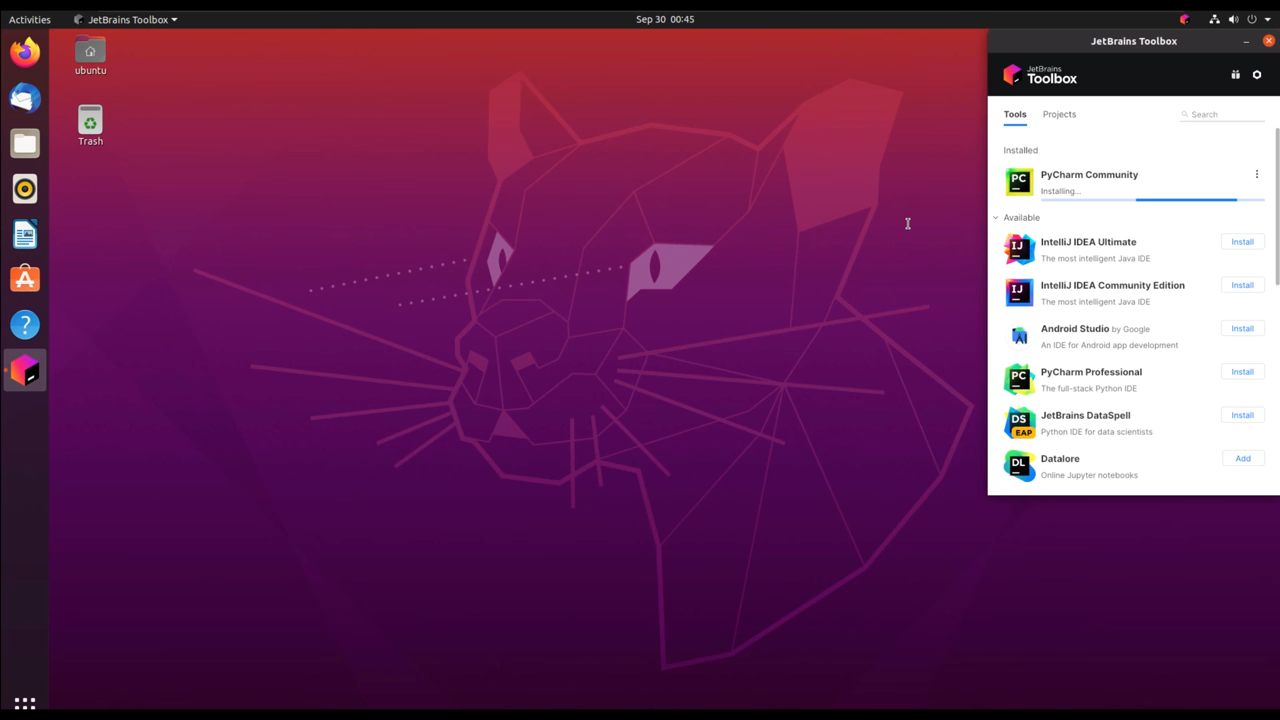 Activities
JetBrains Toolbox
Sep 30 00:45
ubuntu
Trash
JetBrains Toolbox
JetBrains
Toolbox
Tools
Projects
Search
Installed
PC
PyCharm Community
Installing...
Available
IJ
IntelliJ IDEA Ultimate
The most intelligent Java IDE
Install
IJ
IntelliJ IDEA Community Edition
The most intelligent Java IDE
Install
Android Studio by Google
An IDE for Android app development
Install
PC
PyCharm Professional
The full-stack Python IDE
Install
DS
EAP
JetBrains DataSpell
Python IDE for data scientists
Install
DL
Datalore
Online Jupyter notebooks
Add